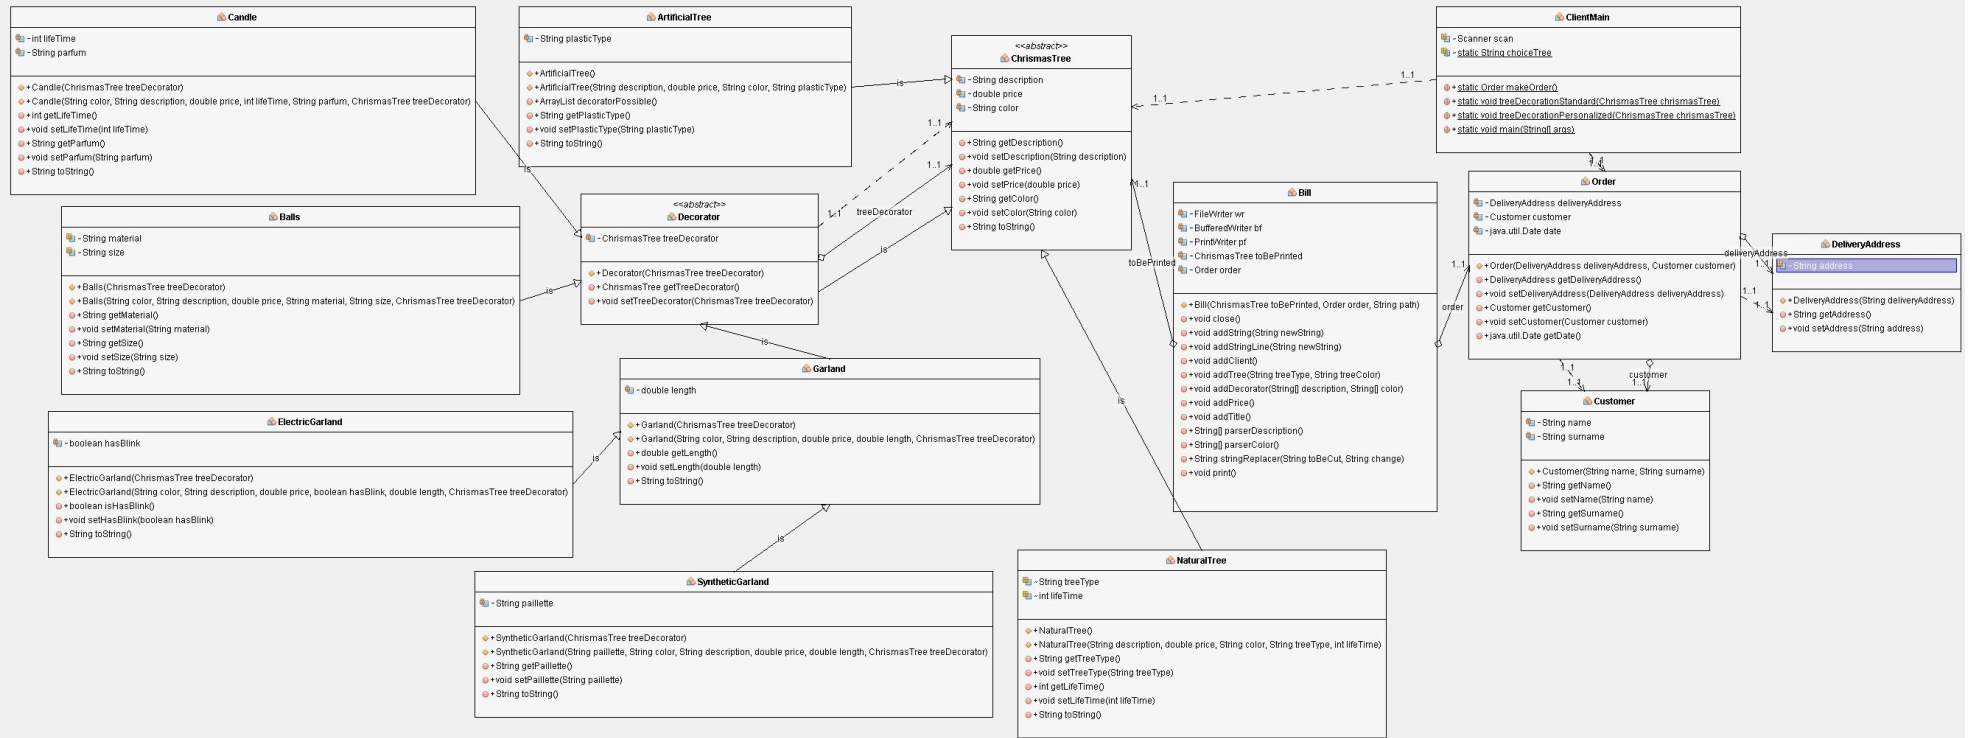 Candle
-int lifeTime
-String parfum
+Candle(ChrismasTree treeDecorator)
+Candle(String color, String description, double price, int lifeTime, String parfum, ChrismasTree treeDecorator)
+int getLifeTime()
+void setLifeTime(int lifeTime)
+String getParfum()
+void setParfum(String parfum)
+String toString()
ArtificialTree
-String plasticType
+ArtificialTree()
+ArtificialTree(String description, double price, String color, String plasticType)
+ArrayList decoratorPossible()
+String getPlasticType()
+void setPlasticType(String plasticType)
+String toString()
<<abstract>>
ChrismasTree
-String description
-double price
-String color
+String getDescription()
+void setDescription(String description)
+double getPrice()
+void setPrice(double price)
+String getColor()
+void setColor(String color)
+String toString()
ClientMain
-Scanner scan
-static String choiceTree
+static Order makeOrder()
+static void treeDecorationStandard(ChrismasTree chrismasTree)
+static void treeDecorationPersonalized(ChrismasTree chrismasTree)
+static void main(String[] args)
is
1..1
1..1
1..1
1..1
1..1
treeDecorator
is
is
Balls
-String material
-String size
+Balls(ChrismasTree treeDecorator)
+Balls(String color, String description, double price, String material, String size, ChrismasTree treeDecorator)
+String getMaterial()
+void setMaterial(String material)
+String getSize()
+void setSize(String size)
+String toString()
is
<<abstract>>
Decorator
-ChrismasTree treeDecorator
+Decorator(ChrismasTree treeDecorator)
+ChrismasTree getTreeDecorator()
+void setTreeDecorator(ChrismasTree treeDecorator)
is
1..1
toBePrinted
Bill
-FileWriter wr
-BufferedWriter bf
-PrintWriter pf
-ChrismasTree toBePrinted
-Order order
+Bill(ChrismasTree toBePrinted, Order order, String path)
+void close()
+void addString(String newString)
+void addStringLine(String newString)
+void addClient()
+void addTree(String treeType, String treeColor)
+void addDecorator(String[] description, String[] color)
+void addPrice()
+void addTitle()
+String[] parserDescription()
+String[] parserColor()
+String stringReplacer(String toBeCut, String change)
+void print()
1..1
order
1..1
Order
-DeliveryAddress deliveryAddress
-Customer customer
-java.util.Date date
+Order(DeliveryAddress deliveryAddress, Customer customer)
+DeliveryAddress getDeliveryAddress()
+void setDeliveryAddress(DeliveryAddress deliveryAddress)
+Customer getCustomer()
+void setCustomer(Customer customer)
+java.util.Date getDate()
deliveryAddress
1..1
1..1
1..1
DeliveryAddress
-String address
+DeliveryAddress(String deliveryAddress)
+String getAddress()
+void setAddress(String address)
1..1
1..1
customer
1..1
Customer
-String name
-String surname
+Customer(String name, String surname)
+String getName()
+void setName(String name)
+String getSurname()
+void setSurname(String surname)
Garland
-double length
+Garland(ChrismasTree treeDecorator)
+Garland(String color, String description, double price, double length, ChrismasTree treeDecorator)
+double getLength()
+void setLength(double length)
+String toString()
is
ElectricGarland
-boolean hasBlink
+ElectricGarland(ChrismasTree treeDecorator)
+ElectricGarland(String color, String description, double price, boolean hasBlink, double length, ChrismasTree treeDecorator)
+boolean isHasBlink()
+void setHasBlink(boolean hasBlink)
+String toString()
is
is
SyntheticGarland
-String paillette
+SyntheticGarland(ChrismasTree treeDecorator)
+SyntheticGarland(String paillette, String color, String description, double price, double length, ChrismasTree treeDecorator)
+String getPaillette()
+void setPaillette(String paillette)
+String toString()
NaturalTree
-String treeType
-int lifeTime
+NaturalTree()
+NaturalTree(String description, double price, String color, String treeType, int lifeTime)
+String getTreeType()
+void setTreeType(String treeType)
+int getLifeTime()
+void setLifeTime(int lifeTime)
+String toString()